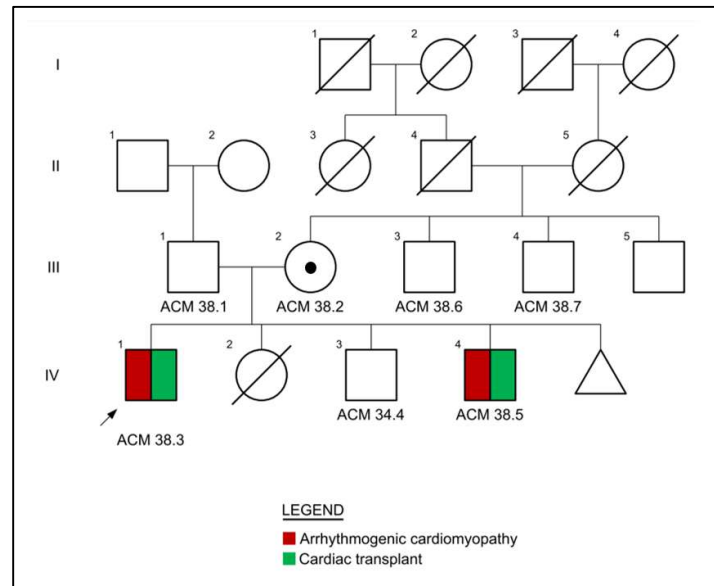 1 2 3 4
I
1 2 3 4 5
II
1 2 3 4 5
III
ACM 38.1 ACM 38.2 ACM 38.6 ACM 38.7
1 2 3 4
IV
ACM 34.4 ACM 38.5
ACM 38.3
LEGEND
Arrhythmogenic cardiomyopathy
Cardiac transplant